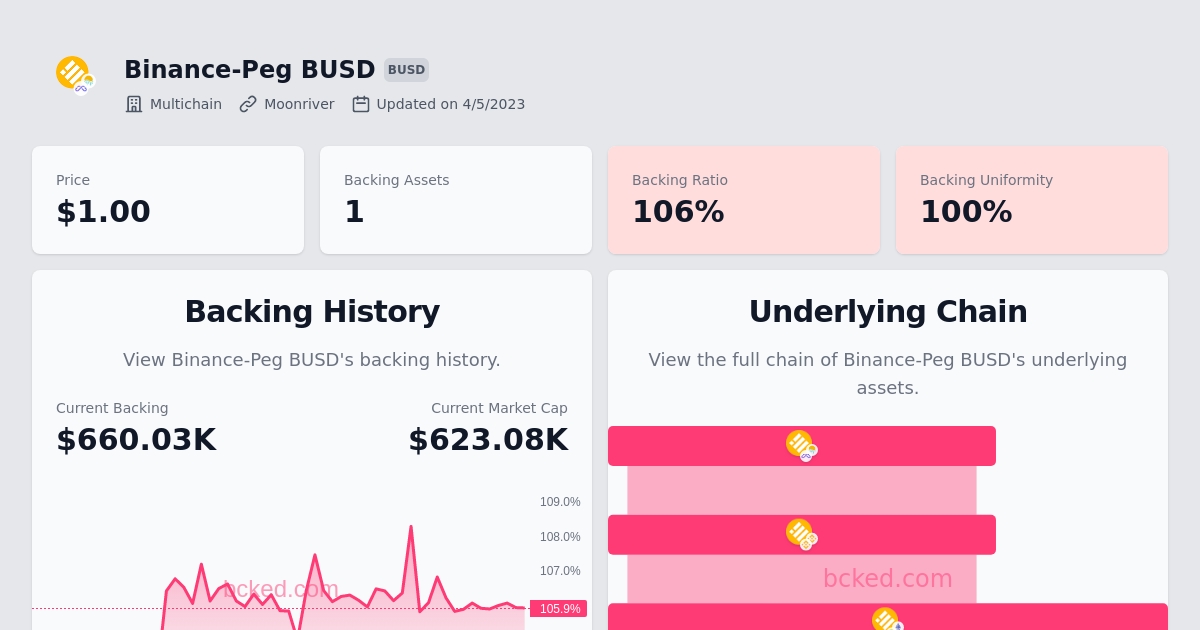 Binance-Peg BUSD BUSD
Multichain Moonriver Updated on 4/5/2023
Price
$1.00
Backing Assets
1
Backing Ratio
106%
Backing Uniformity
100%
Backing History
View Binance-Peg BUSD's backing history.
Current Backing
$660.03K
Current Market Cap
$623.08K
109.0%
108.0%
107.0%
bcked.com
105.9%
Underlying Chain
View the full chain of Binance-Peg BUSD's underlying
assets.
bcked.com